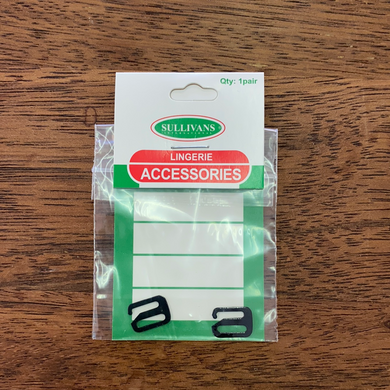 Qty: 1pair
SULLIVANS
LINGERIE
ACCESSORIES